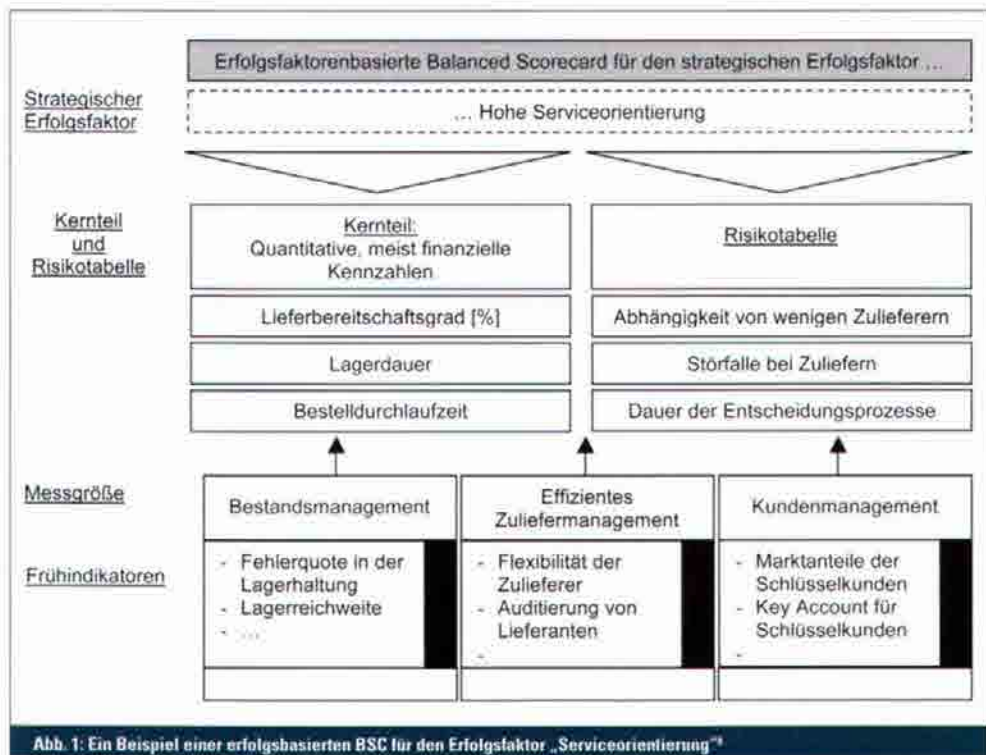 Erfolgsfaktorenbasierte Balanced Scorecard für den strategischen Erfolgsfaktor ...
Strategischer
Erfolgsfaktor
... Hohe Serviceorientierung
Kernteil
und
Risikotabelle
Kernteil:
Quantitative, meist finanzielle
Kennzahlen
Risikotabelle
Lieferbereitschaftsgrad [%]
Abhängigkeit von wenigen Zulieferern
Lagerdauer
Störfalle bei Zuliefern
Bestelldurchlaufzeit
Dauer der Entscheidungsprozesse
Messgröße
Bestandsmanagement
Effizientes
Zuliefermanagement
Kundenmanagement
Frühindikatoren
- Fehlerquote in der
Lagerhaltung
- Lagerreichweite
- ...
- Flexibilität der
Zulieferer
- Auditierung von
Lieferanten
-
- Marktanteile der
Schlüsselkunden
- Key Account für
Schlüsselkunden
-
Abb. 1: Ein Beispiel einer erfolgsbasierten BSC für den Erfolgsfaktor „Serviceorientierung"